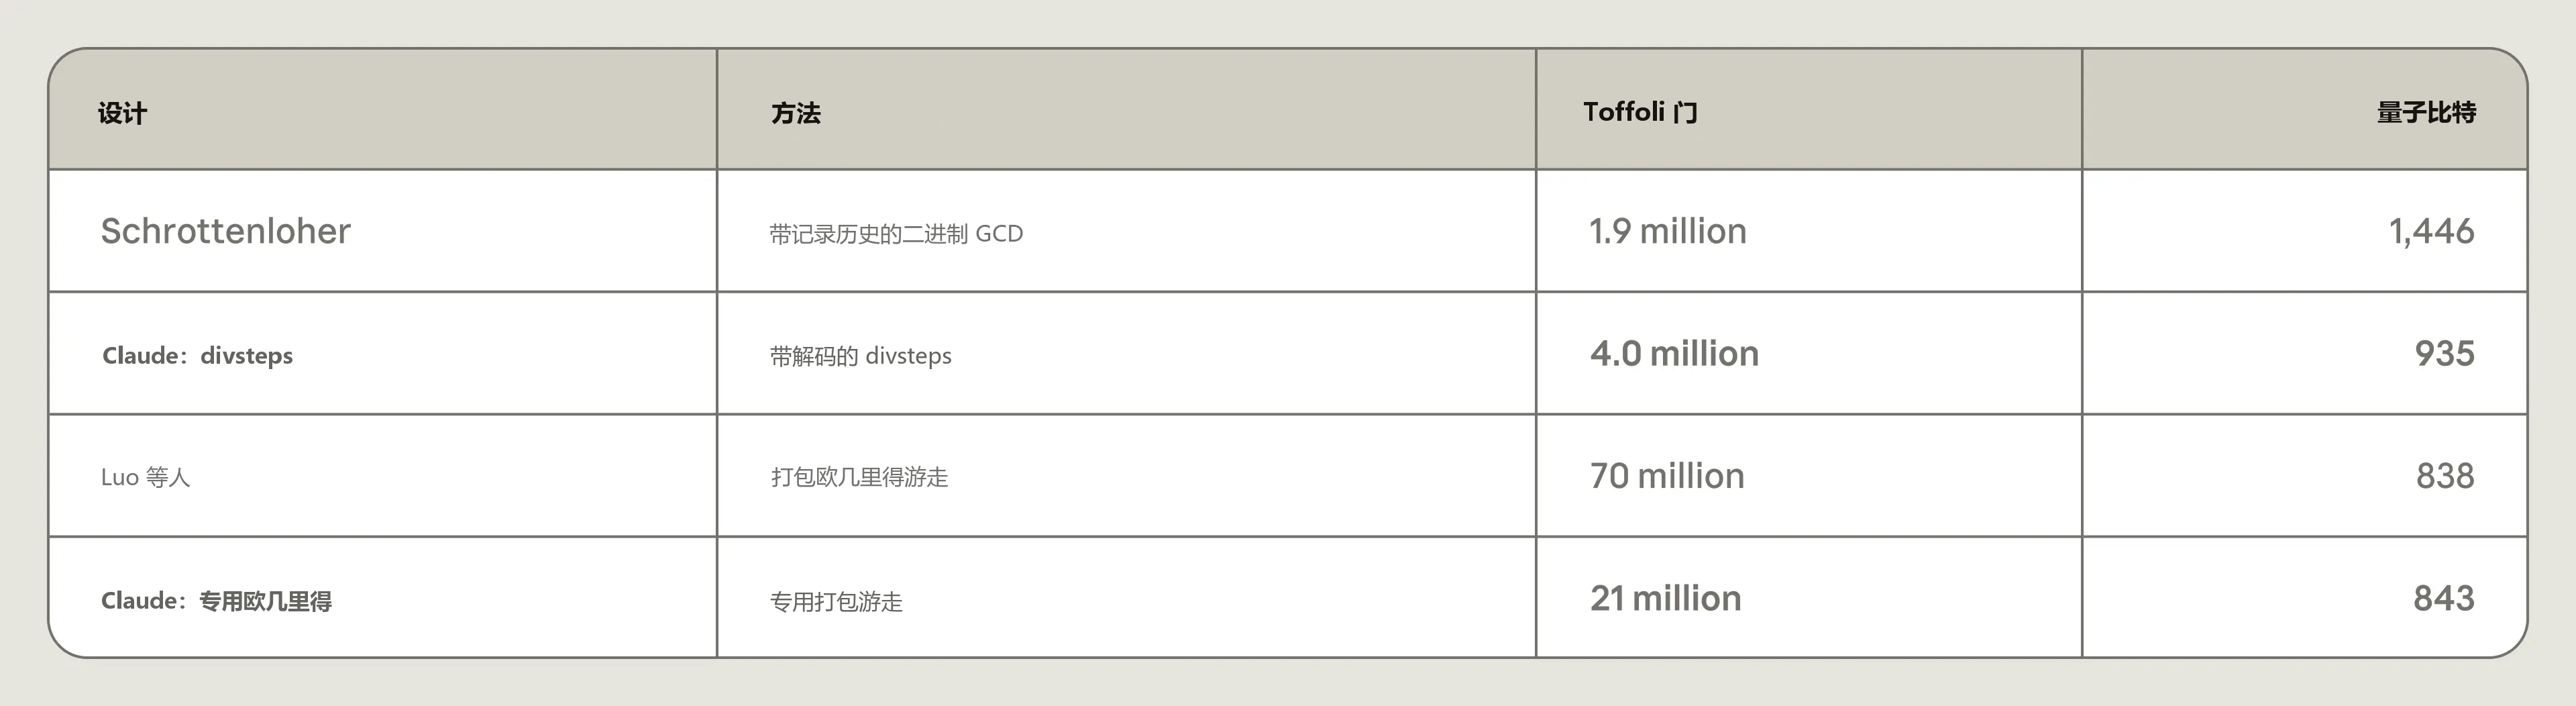 设计 方法 Toffoli 门 量子比特
Schrottenloher 带记录历史的二进制 GCD 1.9 million 1,446
Claude：divsteps 带解码的 divsteps 4.0 million 935
Luo 等人 打包欧几里得游走 70 million 838
Claude：专用欧几里得 专用打包游走 21 million 843